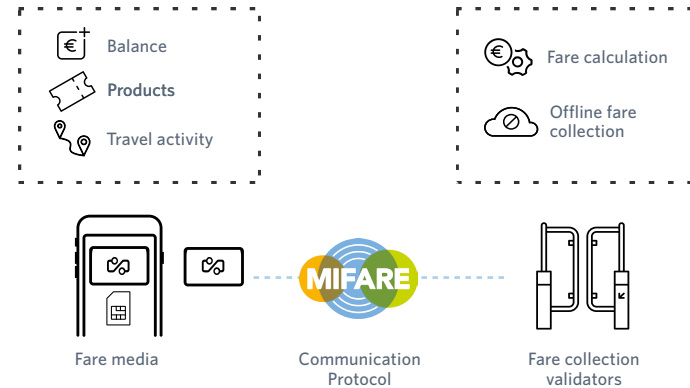 Balance
Products
Travel activity
Fare calculation
Offline fare
collection
MIFARE
Fare media
Communication
Protocol
Fare collection
validators